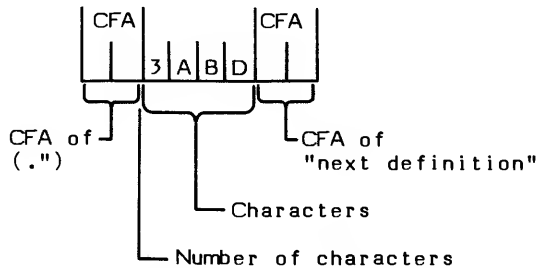 CFA CFA
3 A B D
CFA of CFA of
(.") "next definition"
Characters
Number of characters